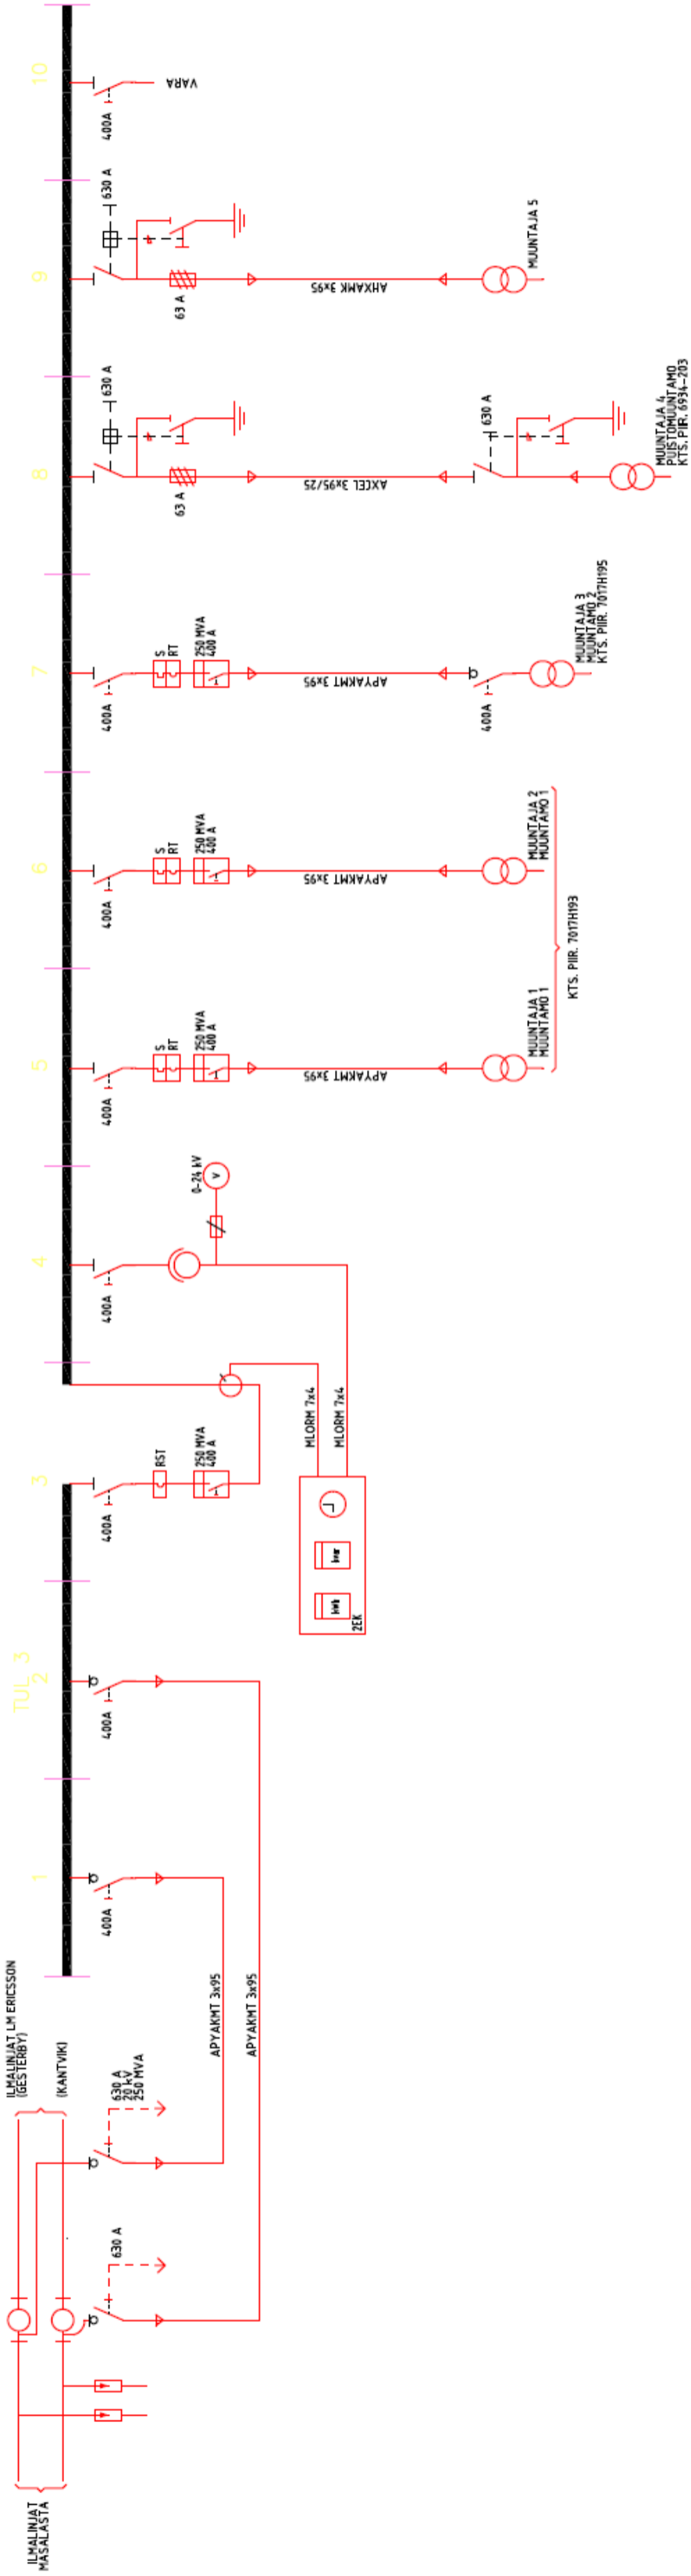 ILMALINJAT
MASALASTA
ILMALINJAT LM ERICSSON
(GESTERBY)
(KANTVIK)
630 A
630 A
20 kV
250 MVA
APYAKMT 3x95
APYAKMT 3x95
1
400A
TUL 3
2
400A
3
400A
RST
250 MVA
400 A
MLORM 7x4
MLORM 7x4
kWh
kvar
2EK
4
400A
0-24 kV
V
5
400A
S
RT
250 MVA
400 A
APYAKMT 3x95
MUUNTAJA 1
MUUNTAMO 1
6
400A
S
RT
250 MVA
400 A
APYAKMT 3x95
MUUNTAJA 2
MUUNTAMO 1
KTS. PIIR. 7017H193
7
400A
S
RT
250 MVA
400 A
APYAKMT 3x95
400A
MUUNTAJA 3
MUUNTAMO 2
KTS. PIIR. 7017H195
8
630 A
63 A
AXCEL 3x95/25
630 A
MUUNTAJA 4
PUISTOMUUNTAMO
KTS. PIIR. 6934-203
9
630 A
63 A
AHXAMK 3x95
MUUNTAJA 5
10
400A
VARA